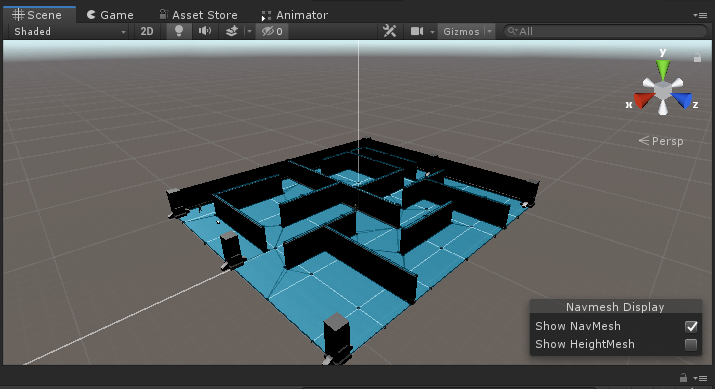 Scene Game Asset Store Animator
Shaded 2D 0 Gizmos All
y
x z
Persp
Navmesh Display
Show NavMesh
Show HeightMesh